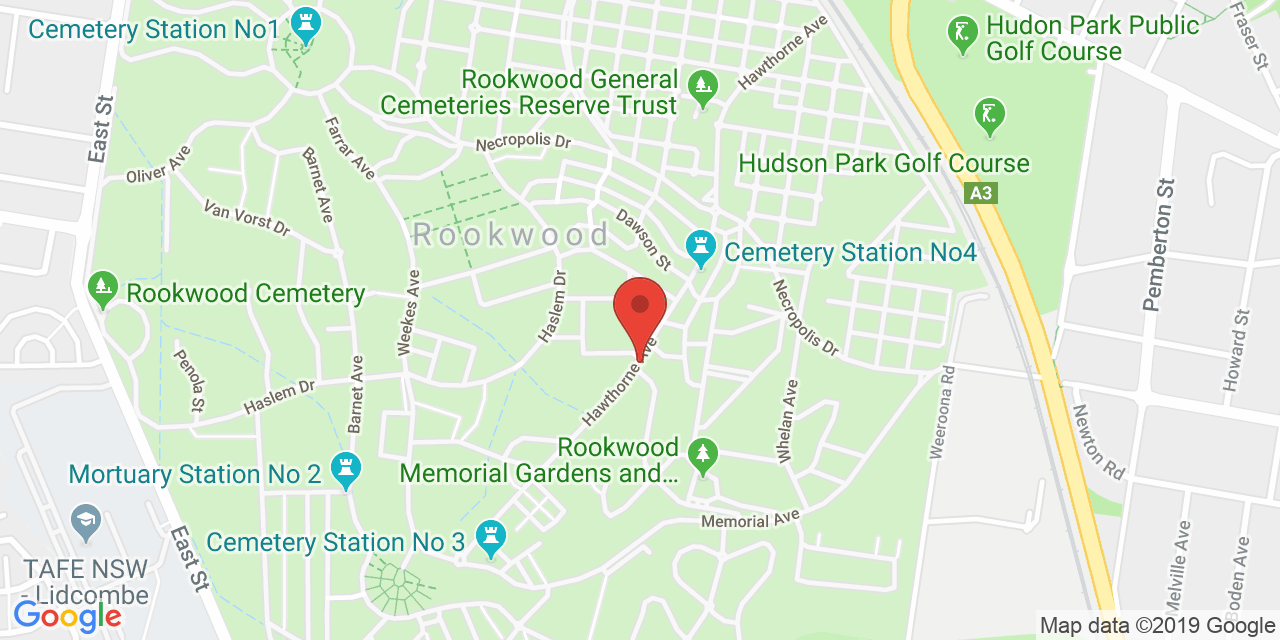 Cemetery Station No1
Hudon Park Public
Golf Course
Fraser St
Hawthorne Ave
Rookwood General
Cemeteries Reserve Trust
East St
Farrar Ave
Necropolis Dr
Oliver Ave
Barnet Ave
Hudson Park Golf Course
A3
Pemberton St
Van Vorst Dr
Rookwood
Dawson St
Cemetery Station No4
Rookwood Cemetery
Weekes Ave
Haslem Dr
Necropolis Dr
Howard St
Penola St
Haslem Dr
Barnet Ave
Hawthorne Ave
Whelan Ave
Weeroona Rd
Newton Rd
Rookwood
Memorial Gardens and...
Mortuary Station No 2
Cemetery Station No 3
Memorial Ave
East St
TAFE NSW
- Lidcombe
Melville Ave
Boden Ave
Google
Map data ©2019 Google